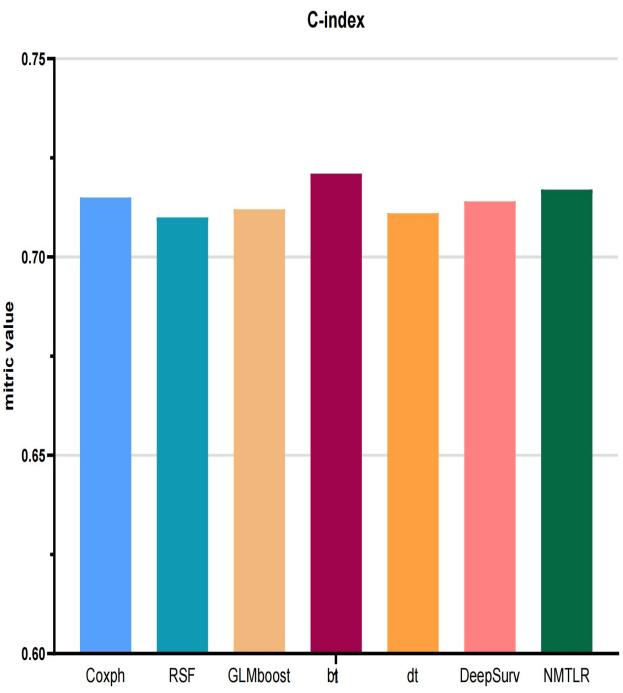 C-index
0.75
0.70
0.65
0.60
mitric value
Coxph RSF GLMboost bt dt DeepSurv NMTLR